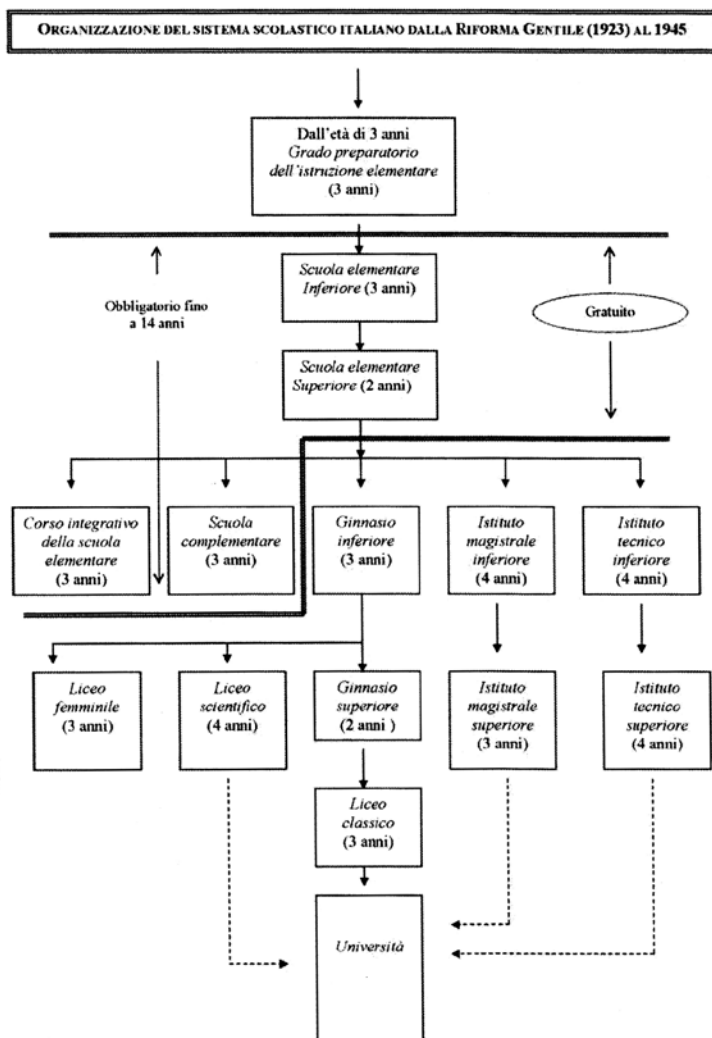 ORGANIZZAZIONE DEL SISTEMA SCOLASTICO ITALIANO DALLA RIFORMA GENTILE (1923) AL 1945
Dall'età di 3 anni
Grado preparatorio
dell'istruzione elementare
(3 anni)
Obbligatorio fino
a 14 anni
Scuola elementare
Inferiore (3 anni)
Gratuito
Scuola elementare
Superiore (2 anni)
Corso integrativo
della scuola
elementare
(3 anni)
Scuola
complementare
(3 anni)
Ginnasio
inferiore
(3 anni)
Istituto
magistrale
inferiore
(4 anni)
Istituto
tecnico
inferiore
(4 anni)
Liceo
femminile
(3 anni)
Liceo
scientifico
(4 anni)
Ginnasio
superiore
(2 anni )
Istituto
magistrale
superiore
(3 anni)
Istituto
tecnico
superiore
(4 anni)
Liceo
classico
(3 anni)
Università